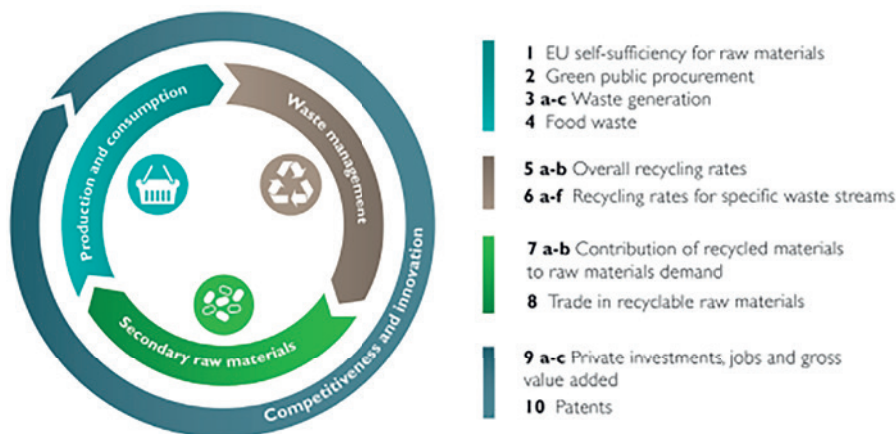 Production and consumption
Waste management
Secondary raw materials
Competitiveness and innovation
1 EU self-sufficiency for raw materials
2 Green public procurement
3 a-c Waste generation
4 Food waste
5 a-b Overall recycling rates
6 a-f Recycling rates for specific waste streams
7 a-b Contribution of recycled materials
to raw materials demand
8 Trade in recyclable raw materials
9 a-c Private investments, jobs and gross
value added
10 Patents